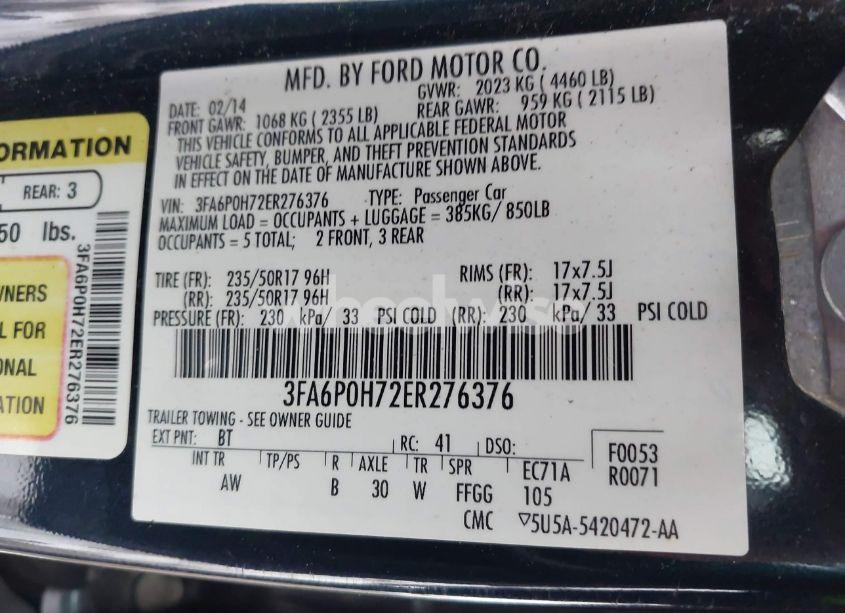 MFD. BY FORD MOTOR CO.
DATE: 02/14 GVWR: 2023 KG ( 4460 LB)
FRONT GAWR: 1068 KG ( 2355 LB) REAR GAWR: 959 KG ( 2115 LB)
THIS VEHICLE CONFORMS TO ALL APPLICABLE FEDERAL MOTOR
VEHICLE SAFETY, BUMPER, AND THEFT PREVENTION STANDARDS
IN EFFECT ON THE DATE OF MANUFACTURE SHOWN ABOVE.
VIN: 3FA6P0H72ER276376 TYPE: Passenger Car
MAXIMUM LOAD = OCCUPANTS + LUGGAGE = 385KG/ 850LB
OCCUPANTS = 5 TOTAL; 2 FRONT, 3 REAR
TIRE (FR): 235/50R17 96H RIMS (FR): 17x7.5J
(RR): 235/50R17 96H (RR): 17x7.5J
PRESSURE (FR): 230 kPa/ 33 PSI COLD (RR): 230 kPa/ 33 PSI COLD
3FA6P0H72ER276376
TRAILER TOWING - SEE OWNER GUIDE
EXT PNT: BT RC: 41 DSO: F0053
R0071
INT TR TP/PS R AXLE TR SPR EC71A
AW B 30 W FFGG 105
CMC ▽5U5A-5420472-AA
ORMATION
REAR: 3
50 lbs.
3FA6P0H72ER276376
WNERS
L FOR
ONAL
ATION